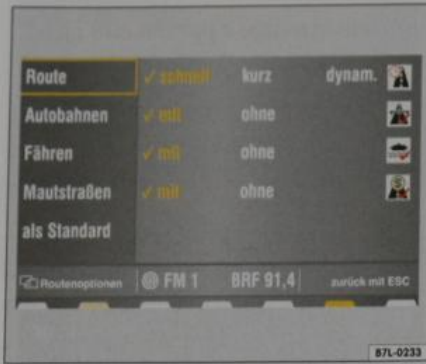 Route ✓ schnell kurz dynam.
Autobahnen ✓ mit ohne
Fähren ✓ mit ohne
Mautstraßen ✓ mit ohne
als Standard
Routenoptionen FM 1 BRF 91,4 zurück mit ESC
B7L-0233